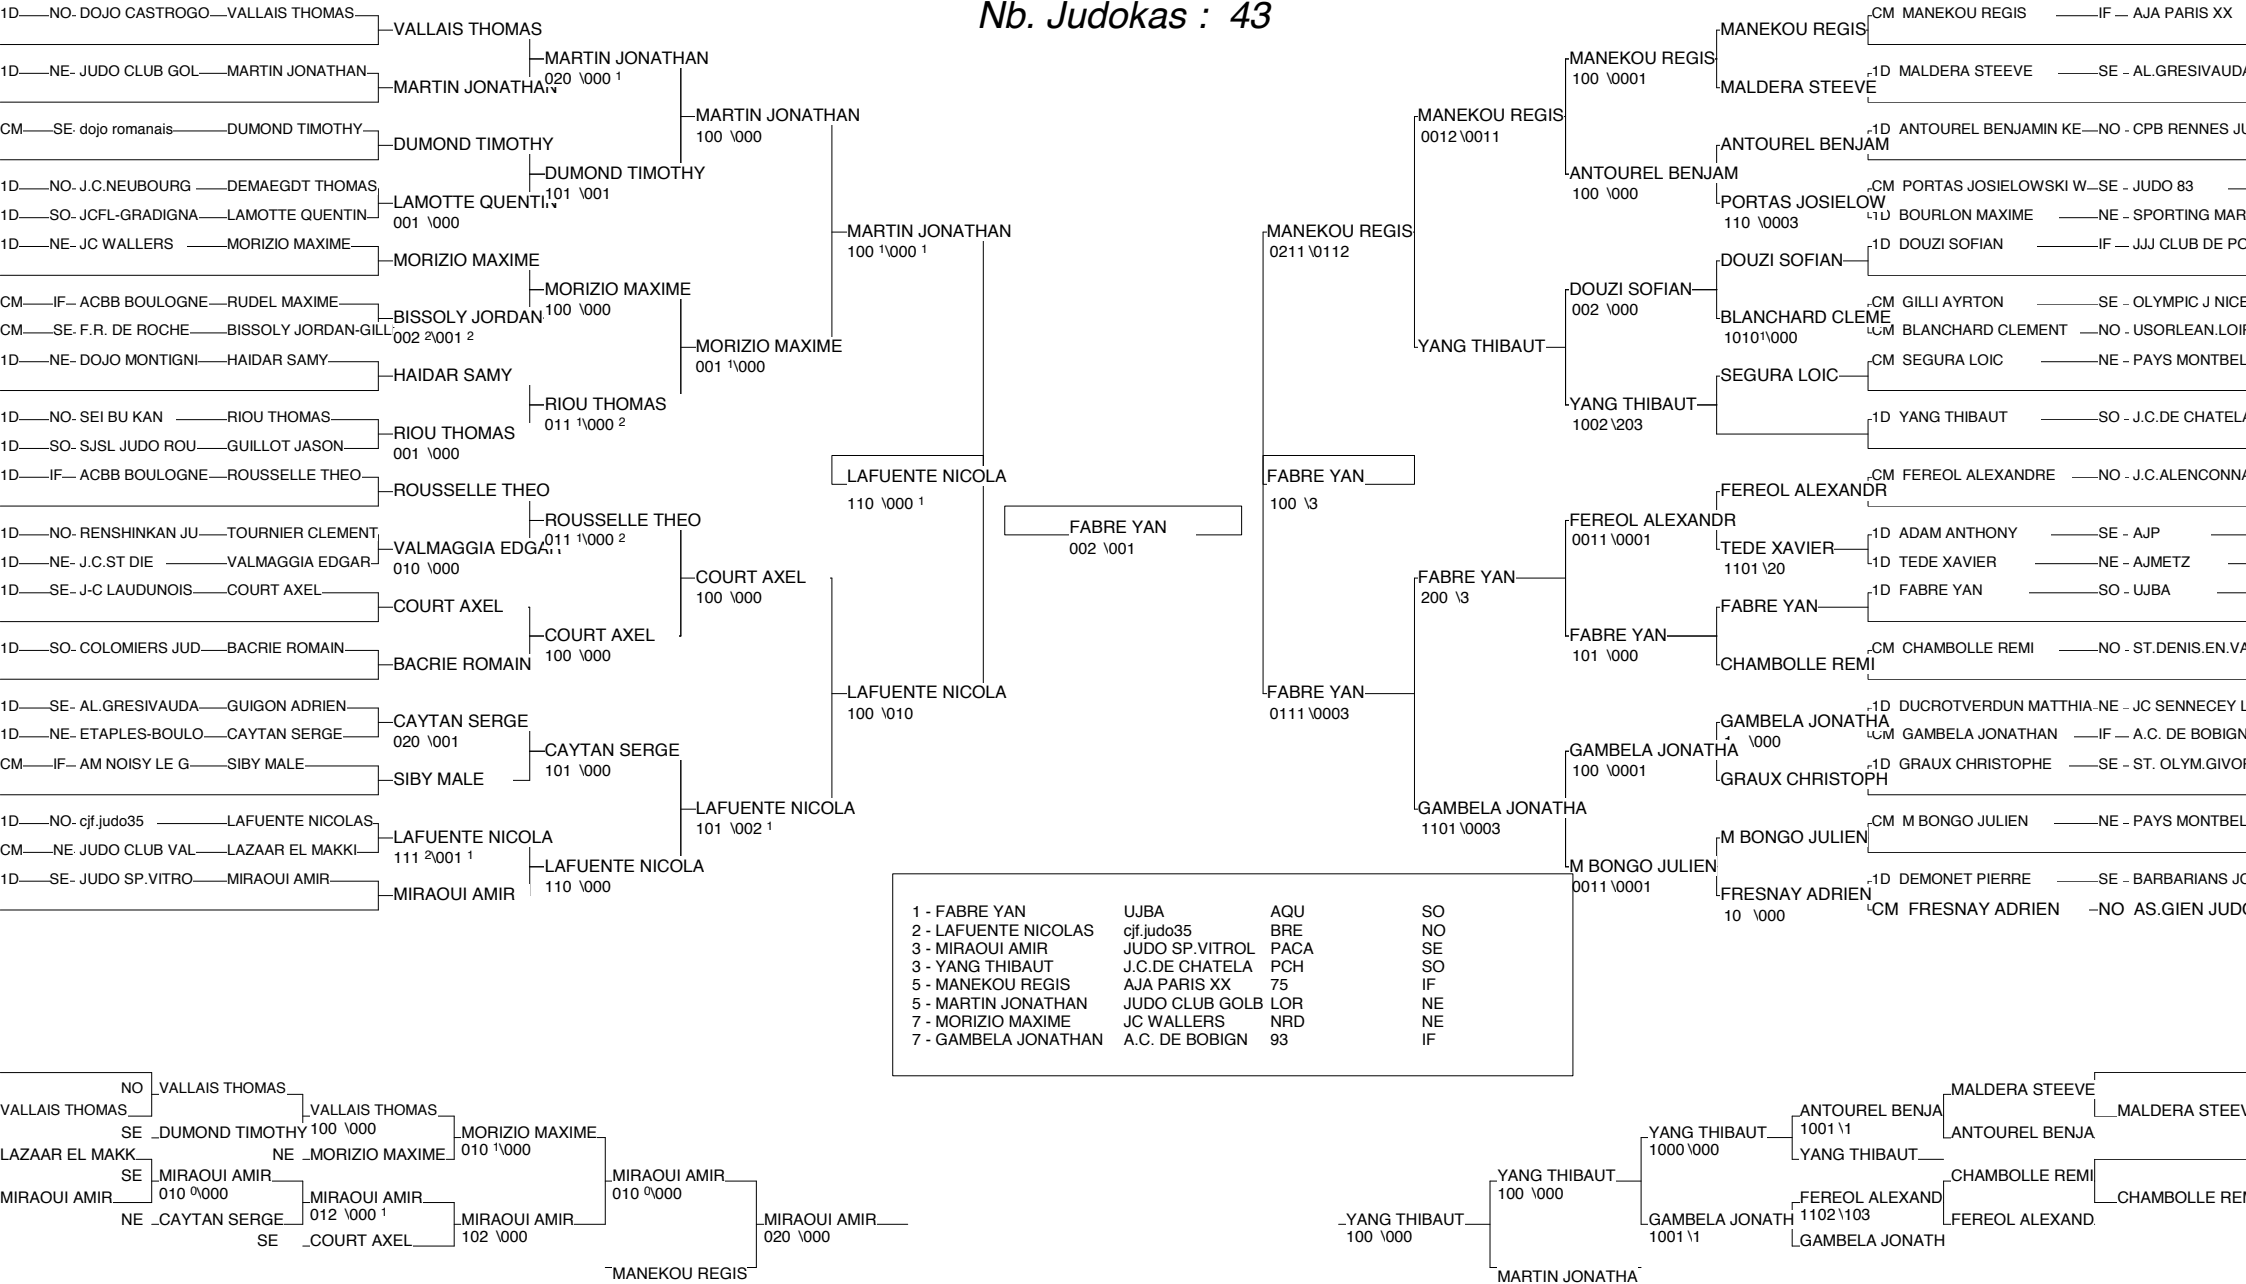 Nb. Judokas : 43
1D NO- DOJO CASTROGO VALLAIS THOMAS
1D NE- JUDO CLUB GOL MARTIN JONATHAN
CM SE- dojo romanais DUMOND TIMOTHY
1D NO- J.C.NEUBOURG DEMAEGDT THOMAS
1D SO- JCFL-GRADIGNA LAMOTTE QUENTIN
1D NE- JC WALLERS MORIZIO MAXIME
CM IF- ACBB BOULOGNE RUDEL MAXIME
CM SE- F.R. DE ROCHE BISSOLY JORDAN-GILL
1D NE- DOJO MONTIGNI HAIDAR SAMY
1D NO- SEI BU KAN RIOU THOMAS
1D SO- SJSL JUDO ROU GUILLOT JASON
1D IF- ACBB BOULOGNE ROUSSELLE THEO
1D NO- RENSHINKAN JU TOURNIER CLEMENT
1D NE- J.C.ST DIE VALMAGGIA EDGAR
1D SE- J-C LAUDUNOIS COURT AXEL
1D SO- COLOMIERS JUD BACRIE ROMAIN
1D SE- AL.GRESIVAUDA GUIGON ADRIEN
1D NE- ETAPLES-BOULO CAYTAN SERGE
CM IF- AM NOISY LE G SIBY MALE
1D NO- cjf.judo35 LAFUENTE NICOLAS
CM NE- JUDO CLUB VAL LAZAAR EL MAKKI
1D SE- JUDO SP.VITRO MIRAOUI AMIR
VALLAIS THOMAS
MARTIN JONATHAN
DUMOND TIMOTHY
LAMOTTE QUENTIN
001 \000
MORIZIO MAXIME
BISSOLY JORDAN
002 2\001 2
HAIDAR SAMY
RIOU THOMAS
001 \000
ROUSSELLE THEO
VALMAGGIA EDGAR
010 \000
COURT AXEL
BACRIE ROMAIN
CAYTAN SERGE
020 \001
SIBY MALE
LAFUENTE NICOLA
111 2\001 1
MIRAOUI AMIR
MARTIN JONATHAN
020 \000 1
DUMOND TIMOTHY
101 \001
MORIZIO MAXIME
100 \000
RIOU THOMAS
011 1\000 2
ROUSSELLE THEO
011 1\000 2
COURT AXEL
100 \000
CAYTAN SERGE
101 \000
LAFUENTE NICOLA
110 \000
MARTIN JONATHAN
100 \000
MORIZIO MAXIME
001 1\000
COURT AXEL
100 \000
LAFUENTE NICOLA
101 \002 1
MARTIN JONATHAN
100 1\000 1
LAFUENTE NICOLA
110 \000 1
LAFUENTE NICOLA
100 \010
FABRE YAN
002 \001
MANEKOU REGIS
0211 \0112
FABRE YAN
100 \3
FABRE YAN
0111 \0003
MANEKOU REGIS
0012 \0011
YANG THIBAUT
FABRE YAN
200 \3
GAMBELA JONATHA
1101 \0003
MANEKOU REGIS
100 \0001
ANTOUREL BENJAM
100 \000
DOUZI SOFIAN
002 \000
YANG THIBAUT
1002 \203
FEREOL ALEXANDR
0011 \0001
FABRE YAN
101 \000
GAMBELA JONATHA
100 \0001
M BONGO JULIEN
0011 \0001
MANEKOU REGIS
MALDERA STEEVE
ANTOUREL BENJAM
PORTAS JOSIELOW
110 \0003
DOUZI SOFIAN
BLANCHARD CLEME
1010 1\000
SEGURA LOIC
FEREOL ALEXANDR
TEDE XAVIER
1101 \20
FABRE YAN
CHAMBOLLE REMI
GAMBELA JONATHA
1 \000
GRAUX CHRISTOPH
M BONGO JULIEN
FRESNAY ADRIEN
10 \000
CM MANEKOU REGIS IF - AJA PARIS XX
1D MALDERA STEEVE SE - AL.GRESIVAUDA
1D ANTOUREL BENJAMIN KE NO - CPB RENNES JU
CM PORTAS JOSIELOWSKI W SE - JUDO 83
1D BOURLON MAXIME NE - SPORTING MAR
1D DOUZI SOFIAN IF - JJJ CLUB DE PO
CM GILLI AYRTON SE - OLYMPIC J NICE
CM BLANCHARD CLEMENT NO - USORLEAN.LOIR
CM SEGURA LOIC NE - PAYS MONTBEL
1D YANG THIBAUT SO - J.C.DE CHATELA
CM FEREOL ALEXANDRE NO - J.C.ALENCONNA
1D ADAM ANTHONY SE - AJP
1D TEDE XAVIER NE - AJMETZ
1D FABRE YAN SO - UJBA
CM CHAMBOLLE REMI NO - ST.DENIS.EN.VA
1D DUCROTVERDUN MATTHIA NE - JC SENNECEY L
CM GAMBELA JONATHAN IF - A.C. DE BOBIGN
1D GRAUX CHRISTOPHE SE - ST. OLYM.GIVOR
CM M BONGO JULIEN NE - PAYS MONTBEL
1D DEMONET PIERRE SE - BARBARIANS JO
CM FRESNAY ADRIEN NO AS.GIEN JUDO
1 - FABRE YAN UJBA AQU SO
2 - LAFUENTE NICOLAS cjf.judo35 BRE NO
3 - MIRAOUI AMIR JUDO SP.VITROL PACA SE
3 - YANG THIBAUT J.C.DE CHATELA PCH SO
5 - MANEKOU REGIS AJA PARIS XX 75 IF
5 - MARTIN JONATHAN JUDO CLUB GOLB LOR NE
7 - MORIZIO MAXIME JC WALLERS NRD NE
7 - GAMBELA JONATHAN A.C. DE BOBIGN 93 IF
VALLAIS THOMAS
LAZAAR EL MAKK
MIRAOUI AMIR
NO VALLAIS THOMAS
SE DUMOND TIMOTHY
SE MIRAOUI AMIR
010 0\000
NE CAYTAN SERGE
VALLAIS THOMAS
100 \000
NE MORIZIO MAXIME
MIRAOUI AMIR
012 \000 1
SE COURT AXEL
MORIZIO MAXIME
010 1\000
MIRAOUI AMIR
102 \000
MIRAOUI AMIR
010 0\000
MANEKOU REGIS
MIRAOUI AMIR
020 \000
YANG THIBAUT
100 \000
YANG THIBAUT
100 \000
MARTIN JONATHA
YANG THIBAUT
1000 \000
GAMBELA JONATH
1001 \1
ANTOUREL BENJA
1001 \1
YANG THIBAUT
FEREOL ALEXAND
1102 \103
GAMBELA JONATH
MALDERA STEEVE
ANTOUREL BENJA
CHAMBOLLE REMI
FEREOL ALEXAND
MALDERA STEEV
CHAMBOLLE REM